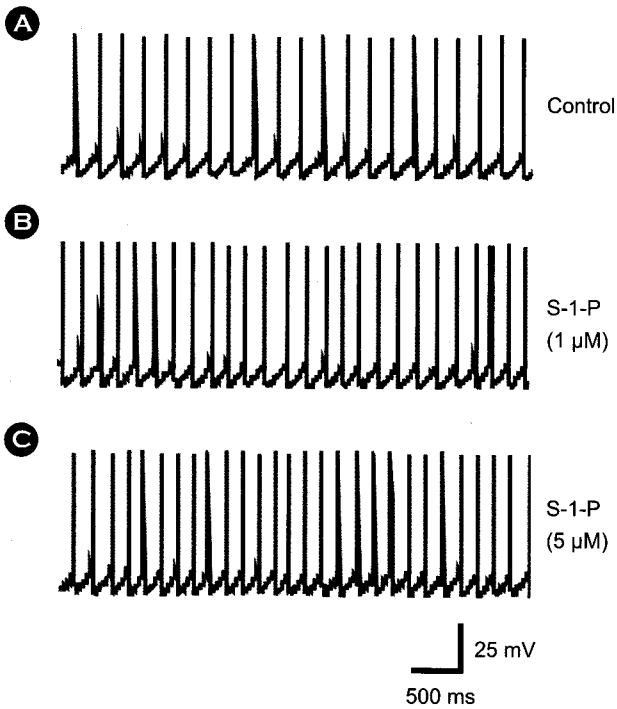 A
Control
B
S-1-P
(1 µM)
C
S-1-P
(5 µM)
25 mV
500 ms